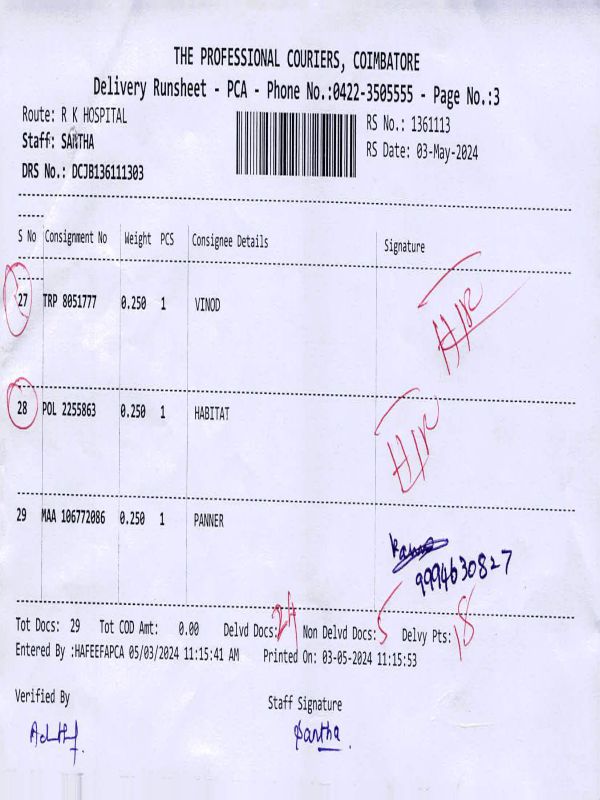 THE PROFESSIONAL COURIERS, COIMBATORE
Delivery Runsheet - PCA - Phone No.:0422-3505555 - Page No.:3
Route: R K HOSPITAL
RS No.: 1361113
Staff: SARTHA
RS Date: 03-May-2024
DRS No.: DCJB136111303
S No Consignment No Weight PCS Consignee Details Signature
27 TRP 8051777 0.250 1 VINOD H/R
28 POL 2255863 0.250 1 HABITAT H/R
29 MAA 106772086 0.250 1 PANNER
9994630827
Tot Docs: 29 Tot COD Amt: 0.00 Delvd Docs: 24 Non Delvd Docs: 5 Delvy Pts: 18
Entered By :HAFEEFAPCA 05/03/2024 11:15:41 AM Printed On: 03-05-2024 11:15:53
Verified By Staff Signature
Sartha